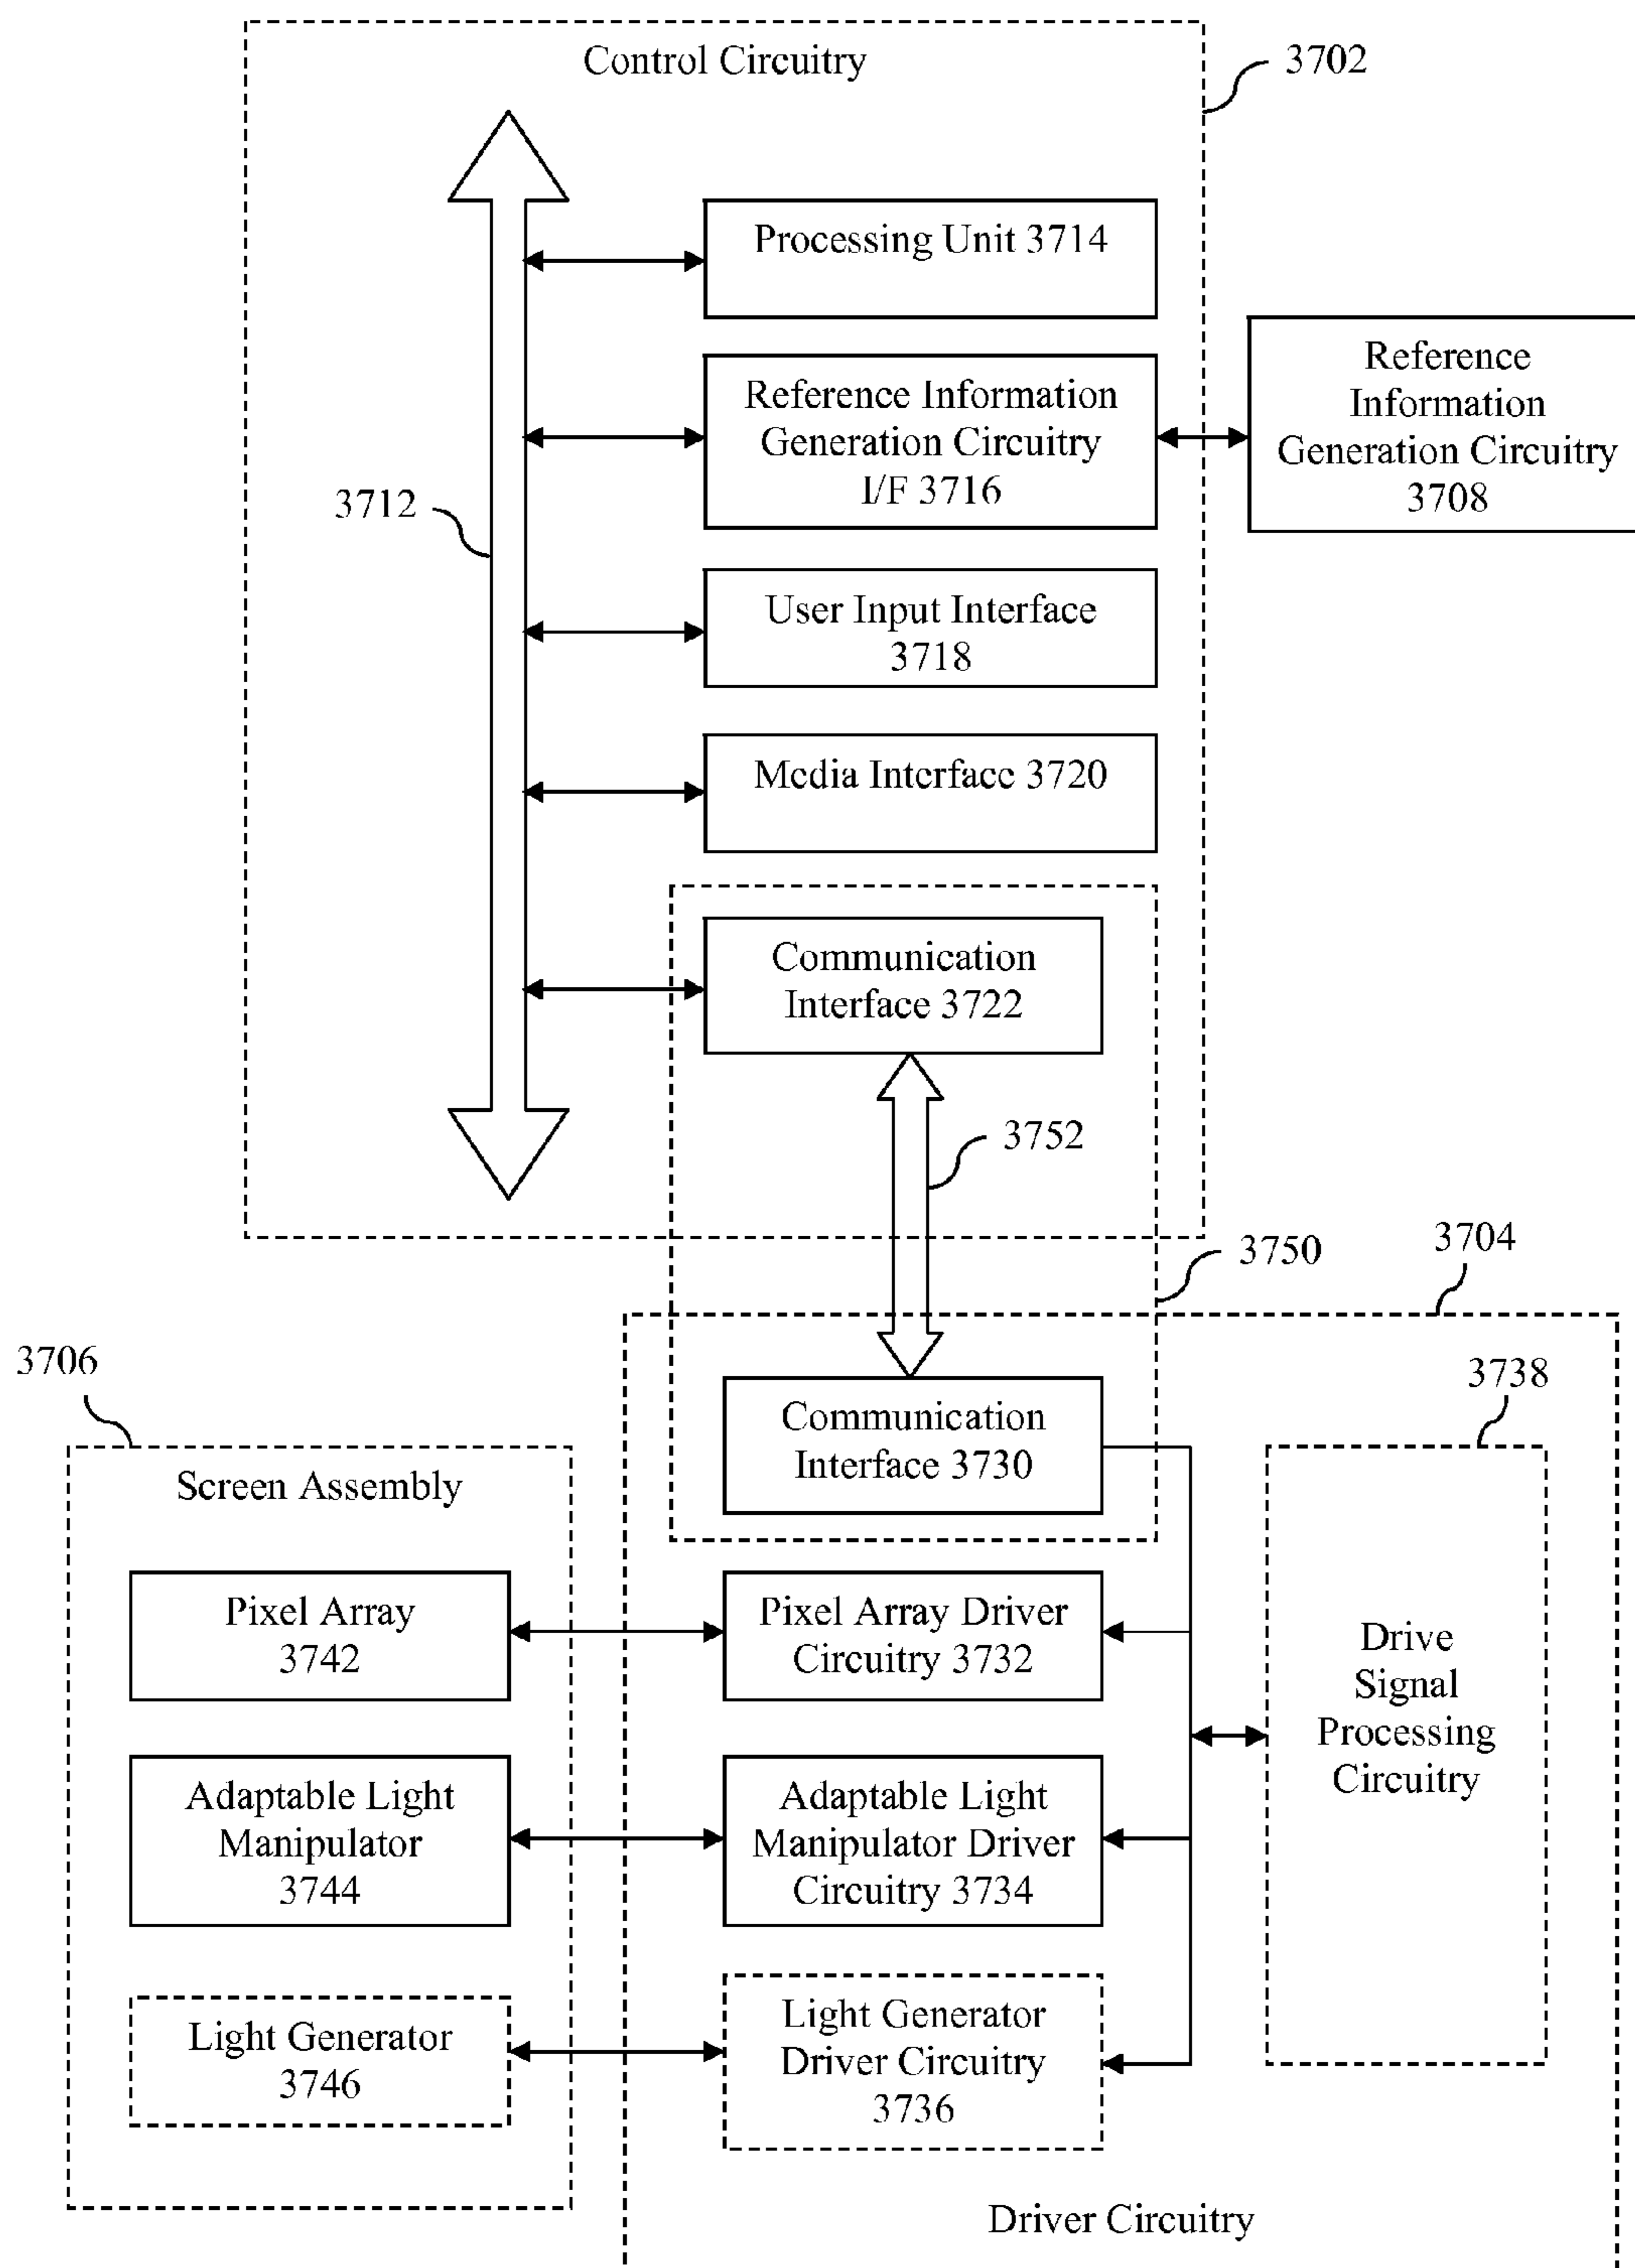 Control Circuitry
3702
Processing Unit 3714
Reference Information
Generation Circuitry
I/F 3716
Reference
Information
Generation Circuitry
3708
3712
User Input Interface
3718
Media Interface 3720
Communication
Interface 3722
3752
3750
3704
3706
3738
Communication
Interface 3730
Screen Assembly
Pixel Array
3742
Pixel Array Driver
Circuitry 3732
Drive
Signal
Processing
Circuitry
Adaptable Light
Manipulator
3744
Adaptable Light
Manipulator Driver
Circuitry 3734
Light Generator
3746
Light Generator
Driver Circuitry
3736
Driver Circuitry